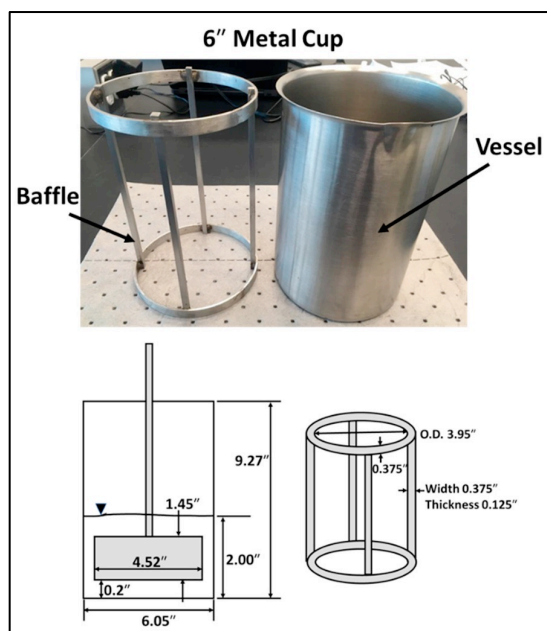 6″ Metal Cup
Baffle
Vessel
9.27″
1.45″
4.52″
2.00″
0.2″
6.05″
O.D. 3.95″
0.375″
Width 0.375″
Thickness 0.125″